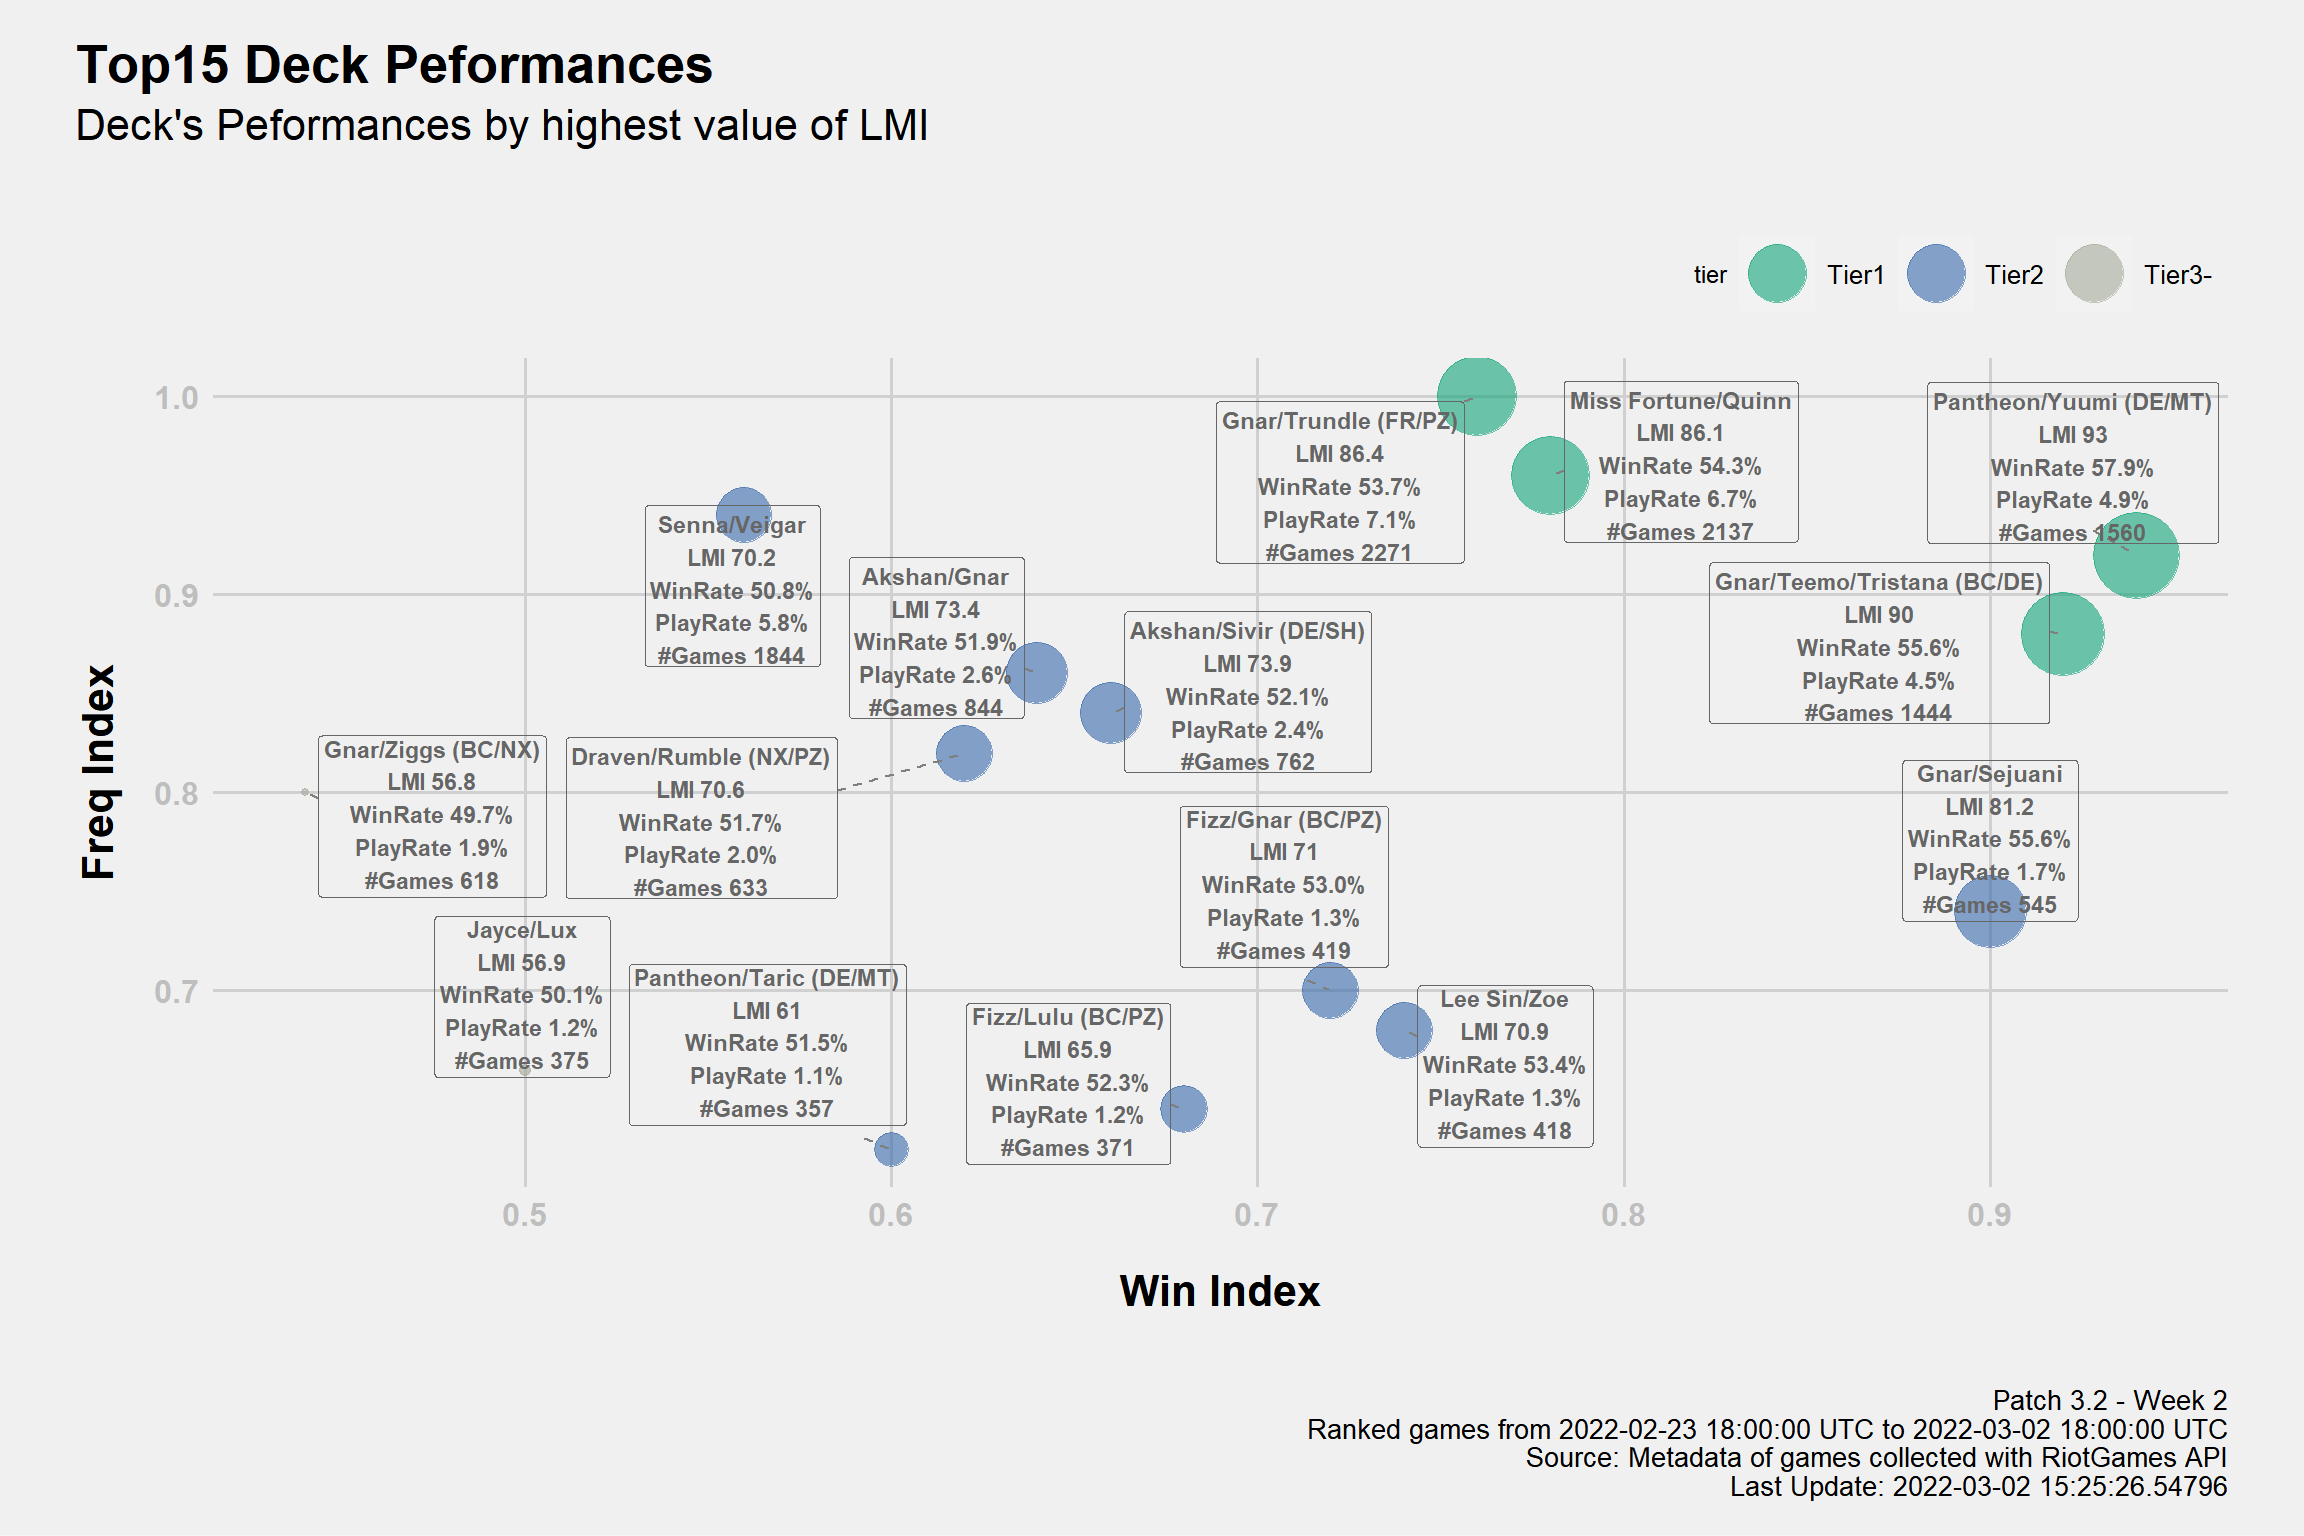 Top15 Deck Peformances
Deck's Peformances by highest value of LMI
tier Tier1 Tier2 Tier3-
Freq Index
1.0
0.9
0.8
0.7
Gnar/Trundle (FR/PZ)
LMI 86.4
WinRate 53.7%
PlayRate 7.1%
#Games 2271
Miss Fortune/Quinn
LMI 86.1
WinRate 54.3%
PlayRate 6.7%
#Games 2137
Pantheon/Yuumi (DE/MT)
LMI 93
WinRate 57.9%
PlayRate 4.9%
#Games 1560
Senna/Veigar
LMI 70.2
WinRate 50.8%
PlayRate 5.8%
#Games 1844
Akshan/Gnar
LMI 73.4
WinRate 51.9%
PlayRate 2.6%
#Games 844
Akshan/Sivir (DE/SH)
LMI 73.9
WinRate 52.1%
PlayRate 2.4%
#Games 762
Gnar/Teemo/Tristana (BC/DE)
LMI 90
WinRate 55.6%
PlayRate 4.5%
#Games 1444
Gnar/Ziggs (BC/NX)
LMI 56.8
WinRate 49.7%
PlayRate 1.9%
#Games 618
Draven/Rumble (NX/PZ)
LMI 70.6
WinRate 51.7%
PlayRate 2.0%
#Games 633
Fizz/Gnar (BC/PZ)
LMI 71
WinRate 53.0%
PlayRate 1.3%
#Games 419
Gnar/Sejuani
LMI 81.2
WinRate 55.6%
PlayRate 1.7%
#Games 545
Jayce/Lux
LMI 56.9
WinRate 50.1%
PlayRate 1.2%
#Games 375
Pantheon/Taric (DE/MT)
LMI 61
WinRate 51.5%
PlayRate 1.1%
#Games 357
Fizz/Lulu (BC/PZ)
LMI 65.9
WinRate 52.3%
PlayRate 1.2%
#Games 371
Lee Sin/Zoe
LMI 70.9
WinRate 53.4%
PlayRate 1.3%
#Games 418
0.5 0.6 0.7 0.8 0.9
Win Index
Patch 3.2 - Week 2
Ranked games from 2022-02-23 18:00:00 UTC to 2022-03-02 18:00:00 UTC
Source: Metadata of games collected with RiotGames API
Last Update: 2022-03-02 15:25:26.54796